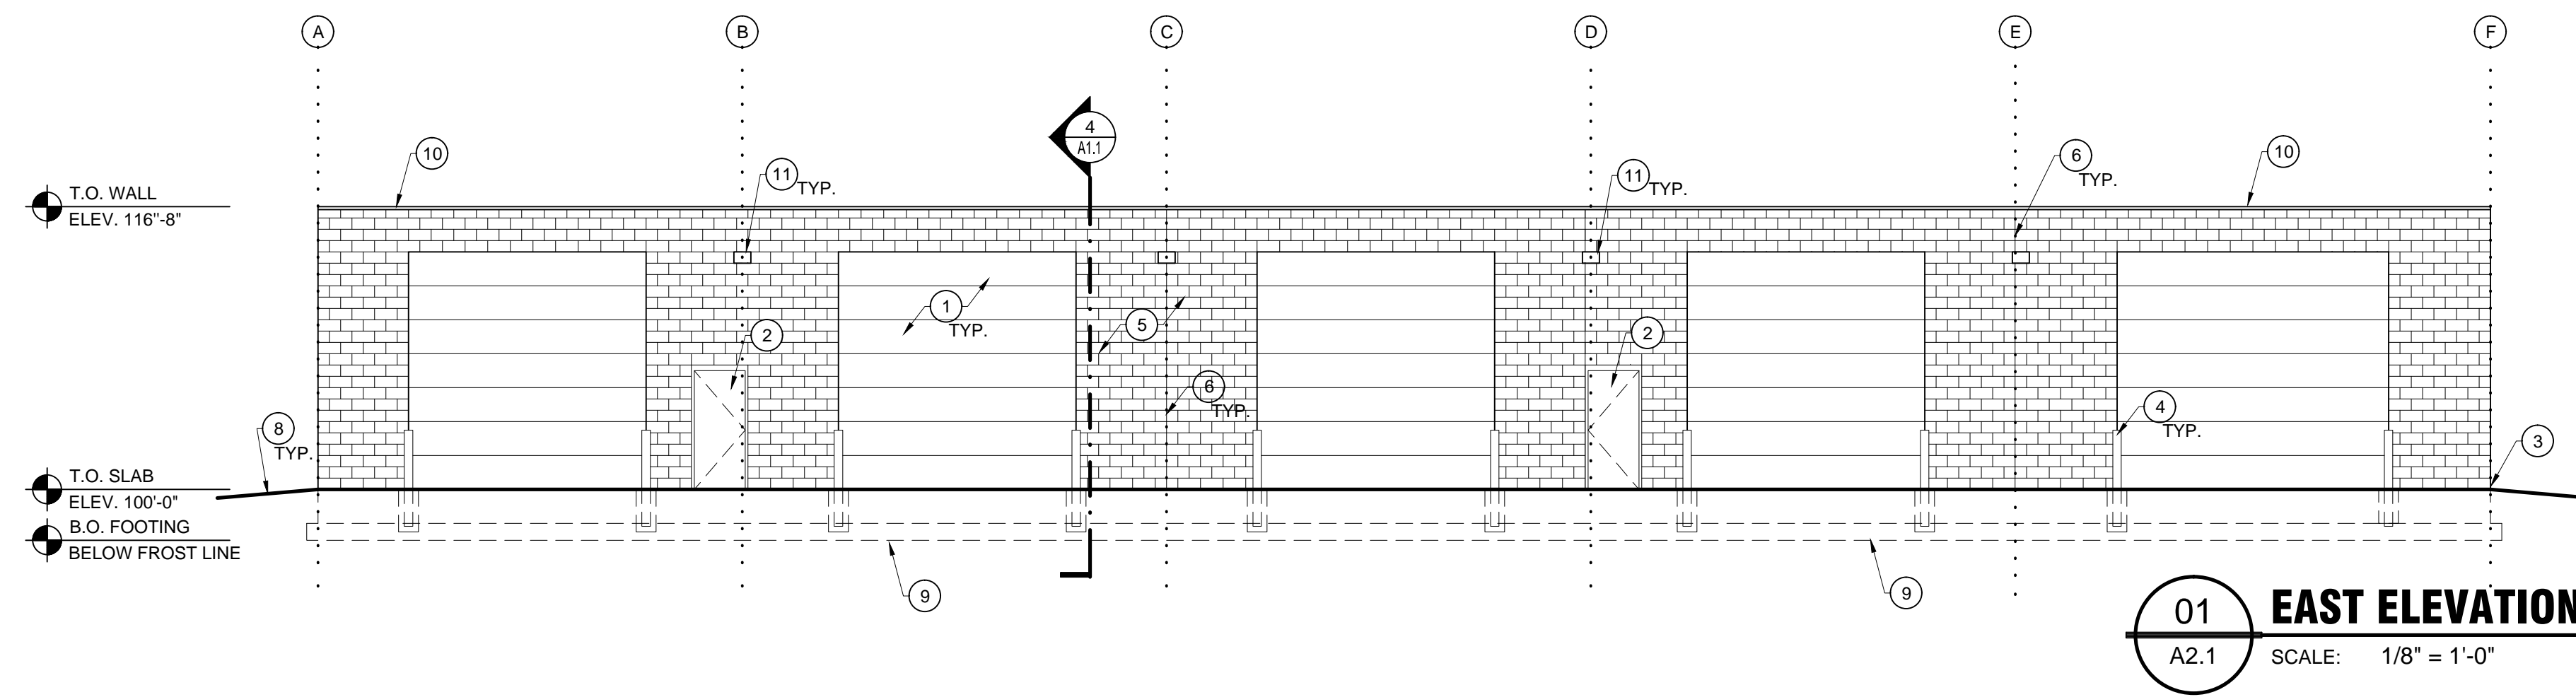 A
B
C
D
E
F
4
A1.1
10
11
TYP.
11
TYP.
6
TYP.
10
T.O. WALL
ELEV. 116"-8"
1
TYP.
2
5
2
6
TYP.
4
TYP.
8
TYP.
3
T.O. SLAB
ELEV. 100'-0"
B.O. FOOTING
BELOW FROST LINE
9
9
01
A2.1
EAST ELEVATION
SCALE: 1/8" = 1'-0"